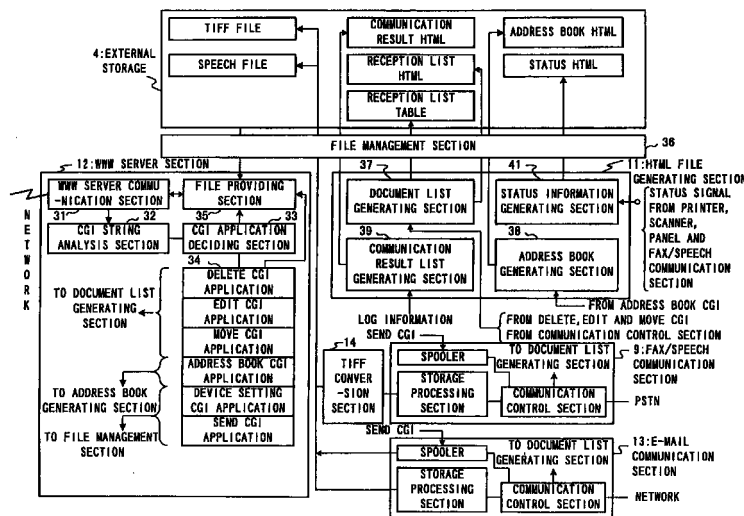 4:EXTERNAL
STORAGE
TIFF FILE
SPEECH FILE
COMMUNICATION
RESULT HTML
RECEPTION LIST
HTML
RECEPTION LIST
TABLE
ADDRESS BOOK HTML
STATUS HTML
FILE MANAGEMENT SECTION
36
12:WWW SERVER SECTION
WWW SERVER COMMU
-NICATION SECTION
31
32
FILE PROVIDING
SECTION
35
33
CGI STRING
ANALYSIS SECTION
CGI APPLICATION
DECIDING SECTION
34
NETWORK
DELETE CGI
APPLICATION
EDIT CGI
APPLICATION
MOVE CGI
APPLICATION
ADDRESS BOOK CGI
APPLICATION
DEVICE SETTING
CGI APPLICATION
SEND CGI
APPLICATION
TO DOCUMENT LIST
GENERATING
SECTION
TO ADDRESS BOOK
GENERATING SECTION
TO FILE MANAGEMENT
SECTION
37
41
11:HTML FILE
GENERATING SECTION
DOCUMENT LIST
GENERATING
SECTION
STATUS INFORMATION
GENERATING SECTION
39
38
COMMUNICATION
RESULT LIST
GENERATING SECTION
ADDRESS BOOK
GENERATING SECTION
STATUS SIGNAL
FROM PRINTER,
SCANNER,
PANEL AND
FAX/SPEECH
COMMUNICATION
SECTION
FROM ADDRESS BOOK CGI
FROM DELETE, EDIT AND MOVE CGI
FROM COMMUNICATION CONTROL SECTION
LOG INFORMATION
SEND CGI
14
TIFF
CONVER
-SION
SECTION
SPOOLER
STORAGE
PROCESSING
SECTION
TO DOCUMENT LIST
GENERATING SECTION
COMMUNICATION
CONTROL SECTION
9:FAX/SPEECH
COMMUNICATION
SECTION
PSTN
SEND CGI
SPOOLER
STORAGE
PROCESSING
SECTION
TO DOCUMENT LIST
GENERATING SECTION
COMMUNICATION
CONTROL SECTION
13:E-MAIL
COMMUNICATION
SECTION
NETWORK